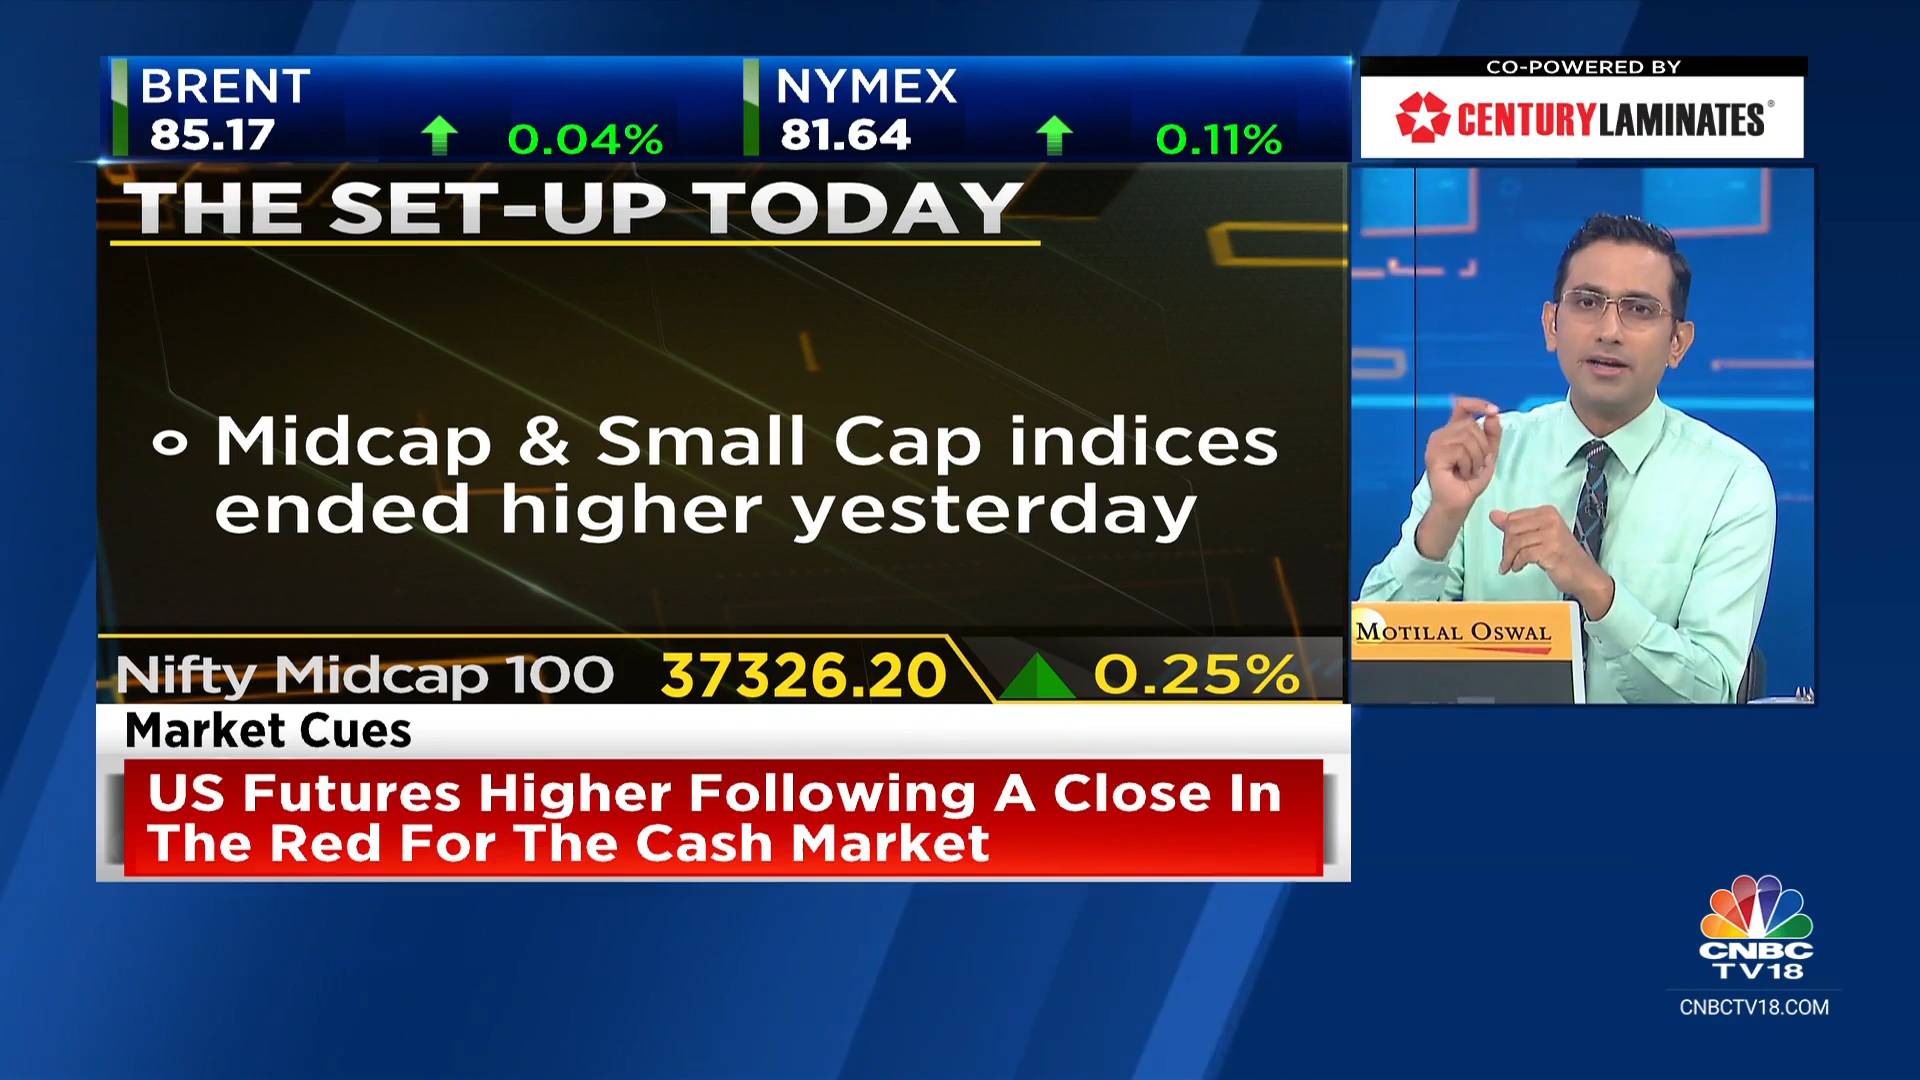 BRENT
85.17 0.04%
NYMEX
81.64 0.11%
CO-POWERED BY
CENTURYLAMINATES®
THE SET-UP TODAY
Midcap & Small Cap indices
ended higher yesterday
Nifty Midcap 100 37326.20 0.25%
MOTILAL OSWAL
Market Cues
US Futures Higher Following A Close In
The Red For The Cash Market
CNBC
TV18
CNBCTV18.COM